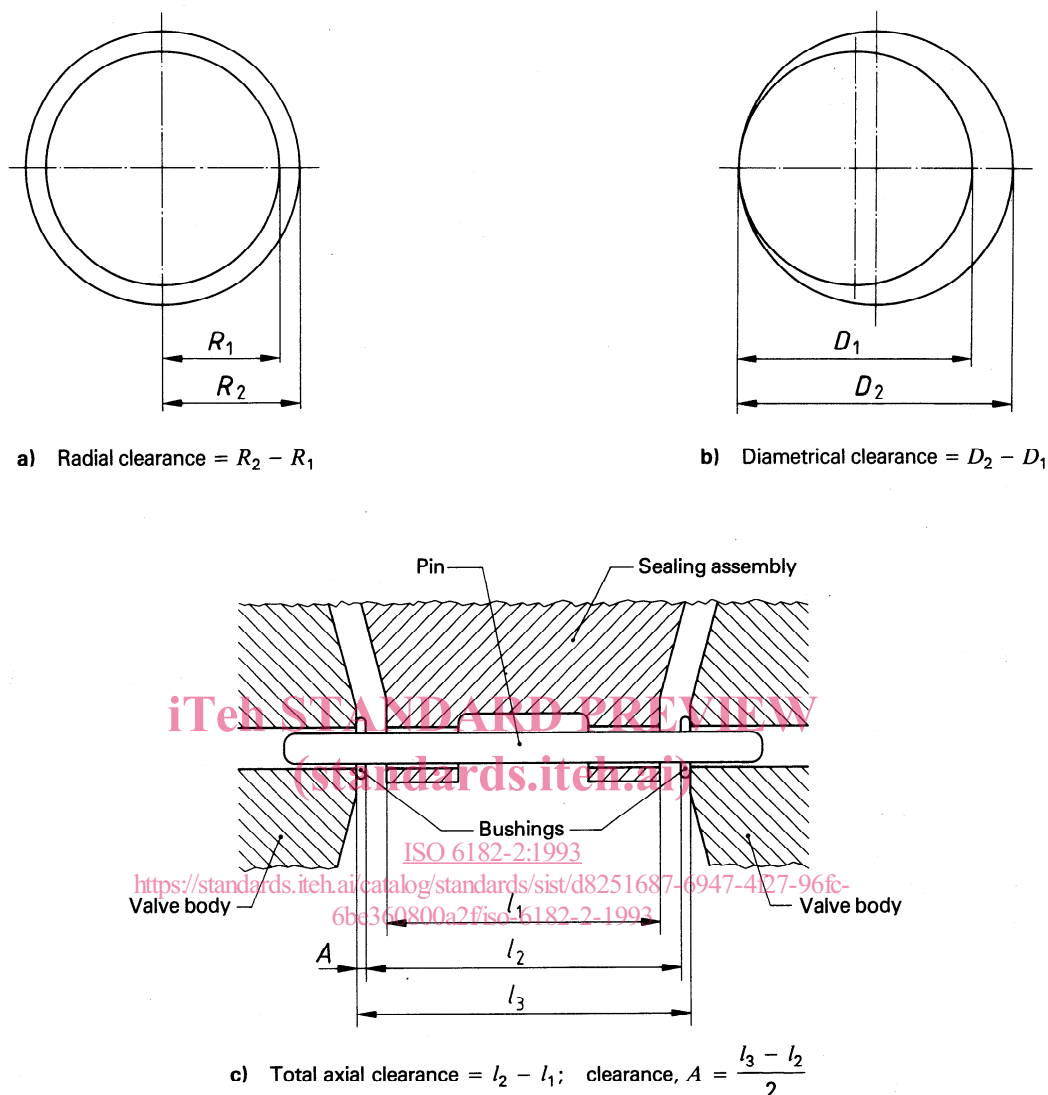 R1
R2
D1
D2
a) Radial clearance = R2 − R1
b) Diametrical clearance = D2 − D1
Pin
Sealing assembly
iTeh STANDARD PREVIEW
(standards.iteh.ai)
Bushings
ISO 6182-2:1993
https://standards.iteh.ai/catalog/standards/sist/d8251687-6947-4f27-96fc-
Valve body
Valve body
6be360800a2f/iso-6182-2-1993
l1
A
l2
l3
c) Total axial clearance = l2 − l1; clearance, A = (l3 − l2)/2